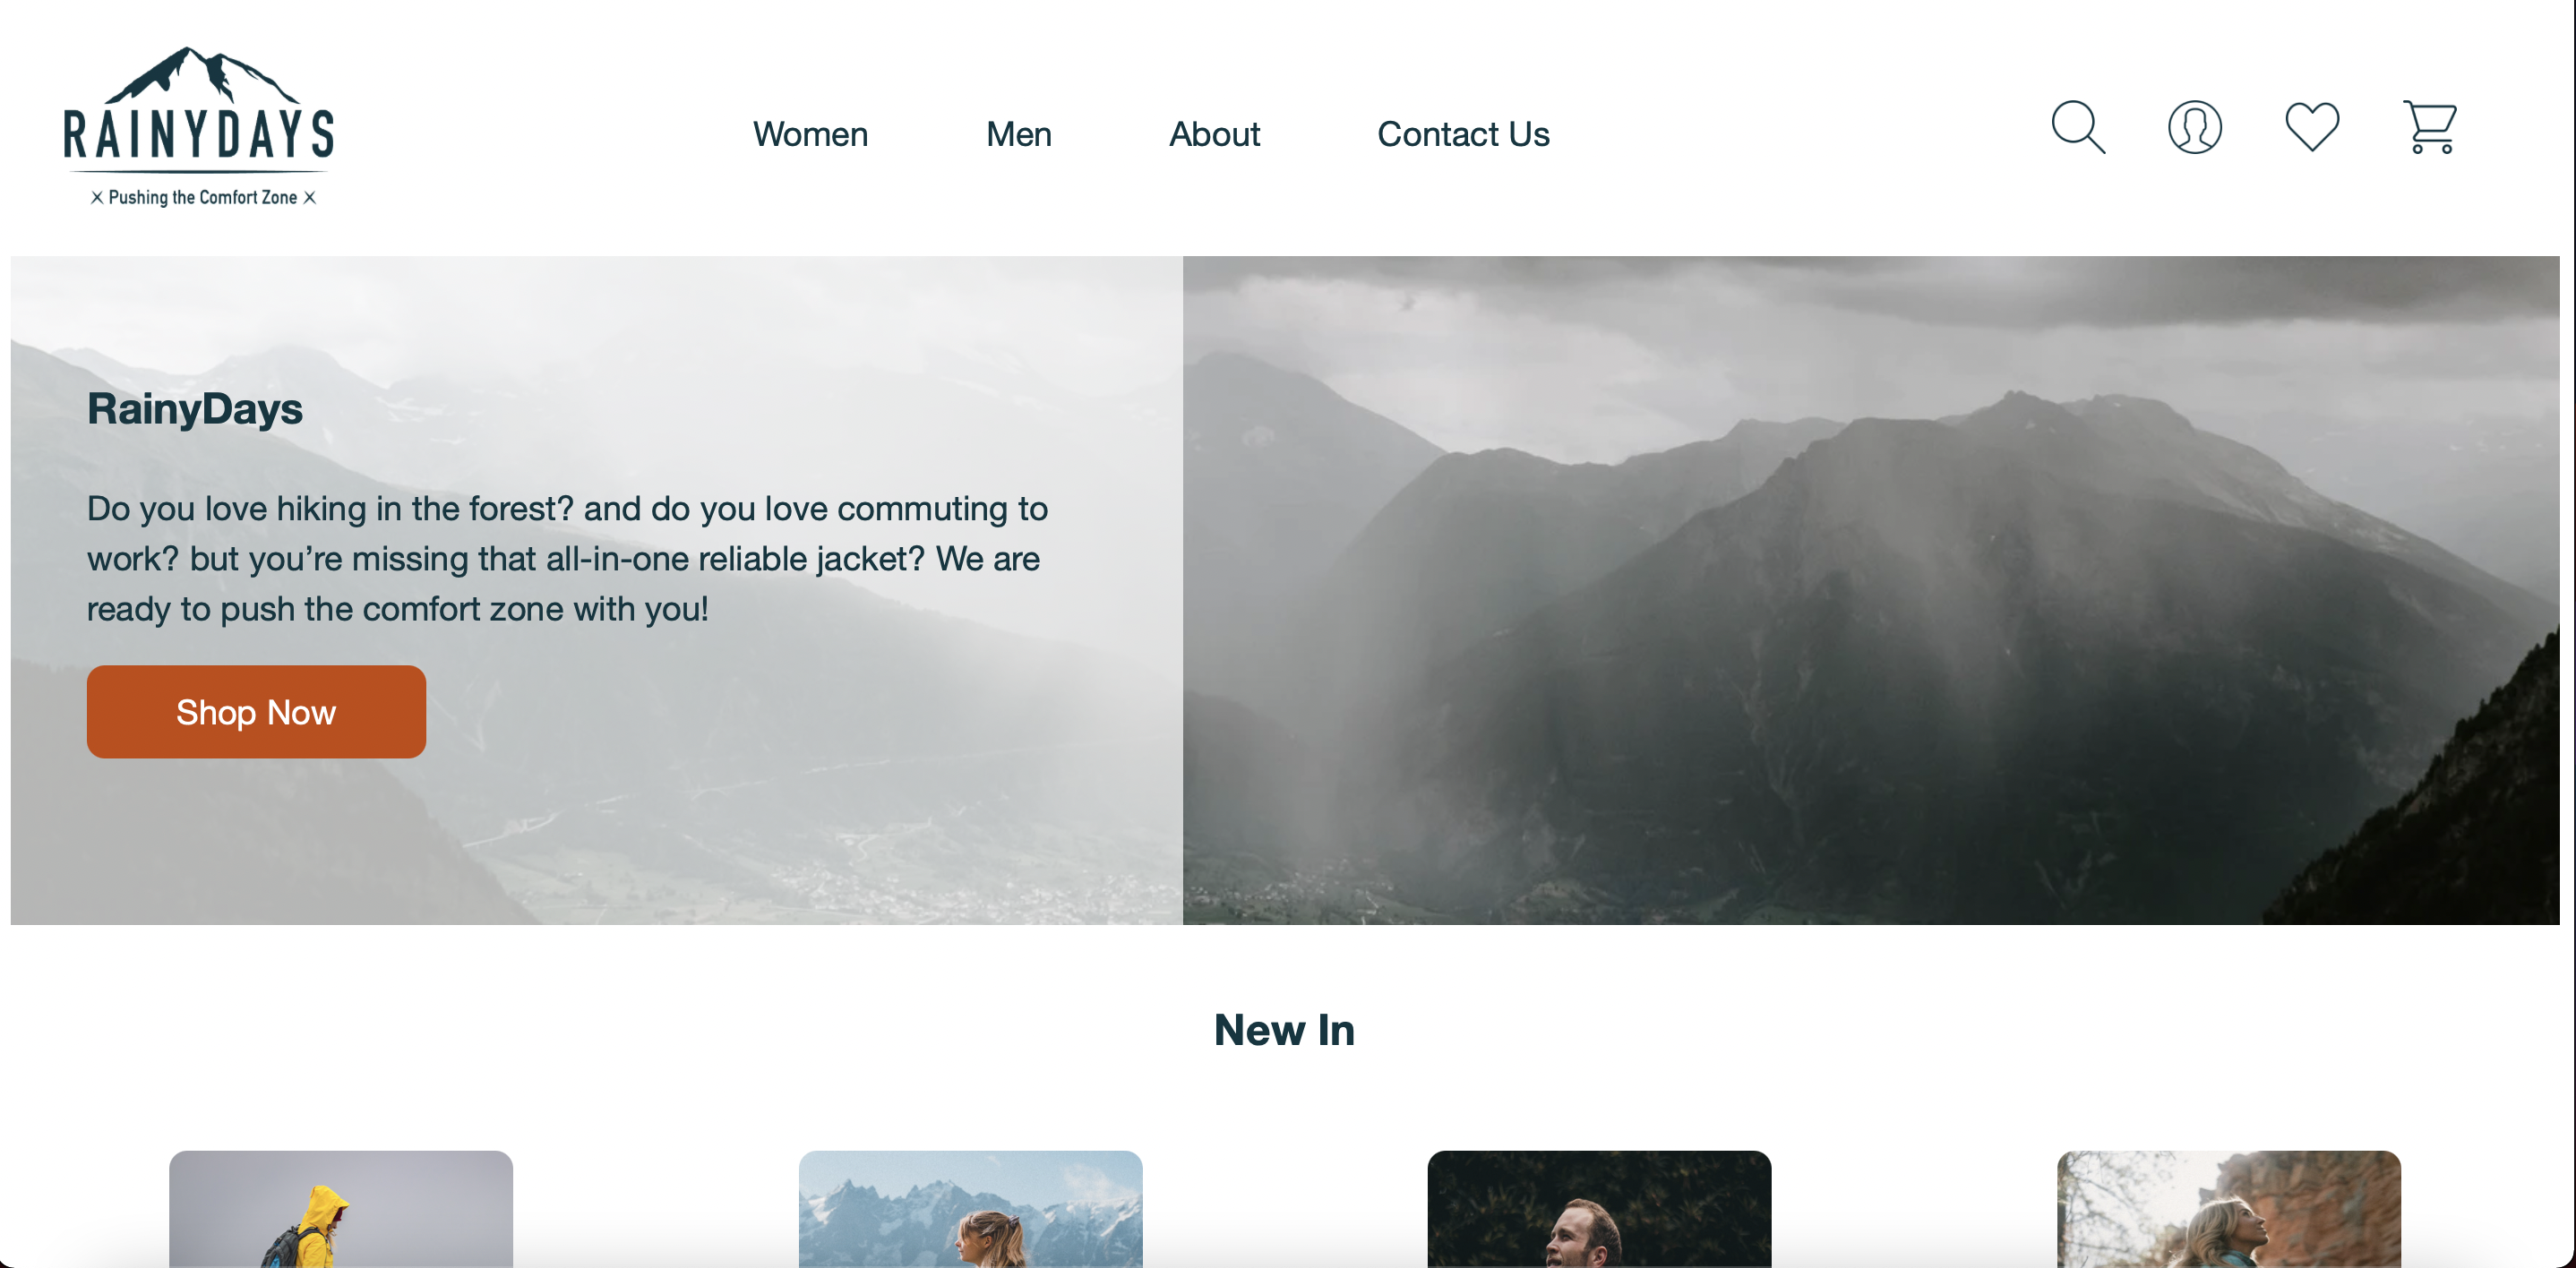 RAINYDAYS
Pushing the Comfort Zone
Women
Men
About
Contact Us
RainyDays
Do you love hiking in the forest? and do you love commuting to
work? but you’re missing that all-in-one reliable jacket? We are
ready to push the comfort zone with you!
Shop Now
New In